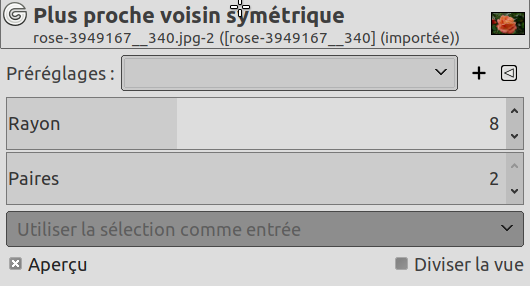 Plus proche voisin symétrique
rose-3949167__340.jpg-2 ([rose-3949167__340] (importée))
Préréglages :
Rayon 8
Paires 2
Utiliser la sélection comme entrée
Aperçu Diviser la vue